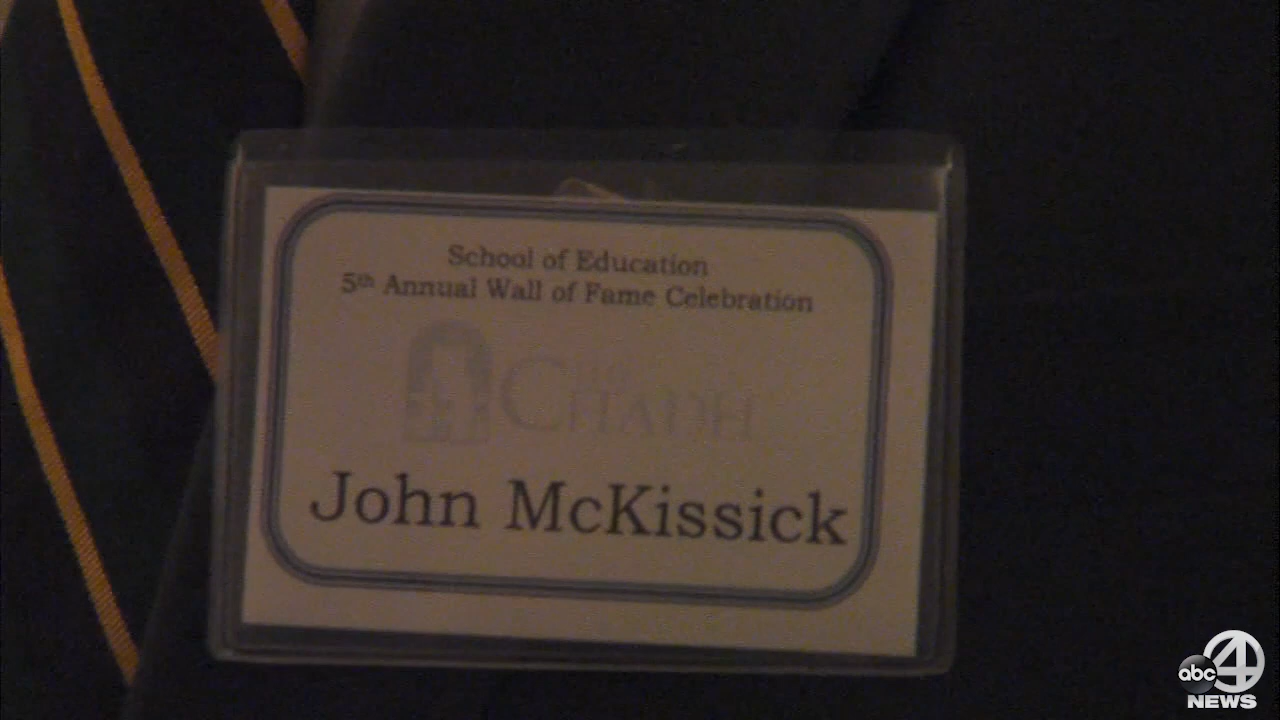 School of Education
5th Annual Wall of Fame Celebration
John McKissick
abc 4
NEWS